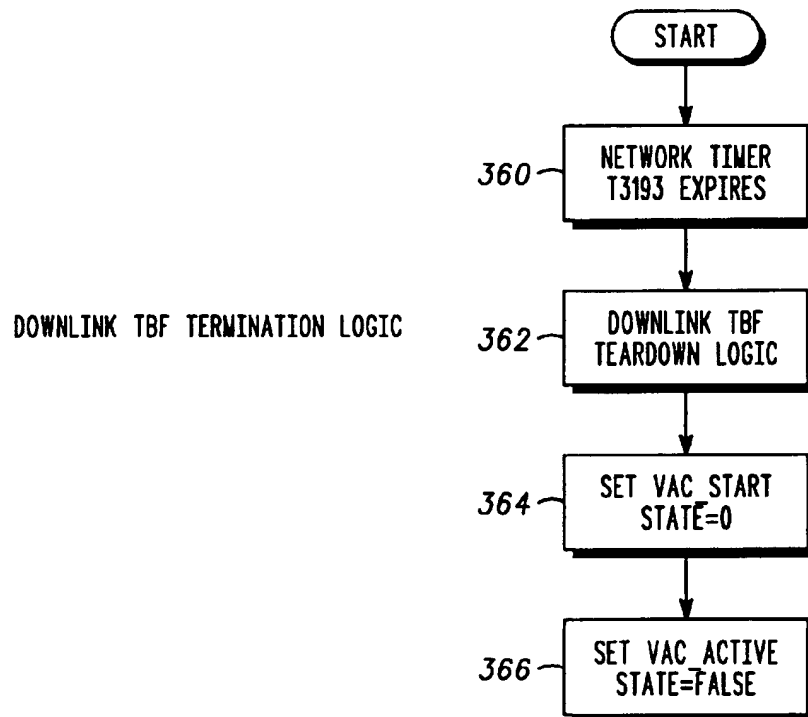 START
360
NETWORK TIMER
T3193 EXPIRES
DOWNLINK TBF TERMINATION LOGIC
362
DOWNLINK TBF
TEARDOWN LOGIC
364
SET VAC_START
STATE=0
366
SET VAC_ACTIVE
STATE=FALSE